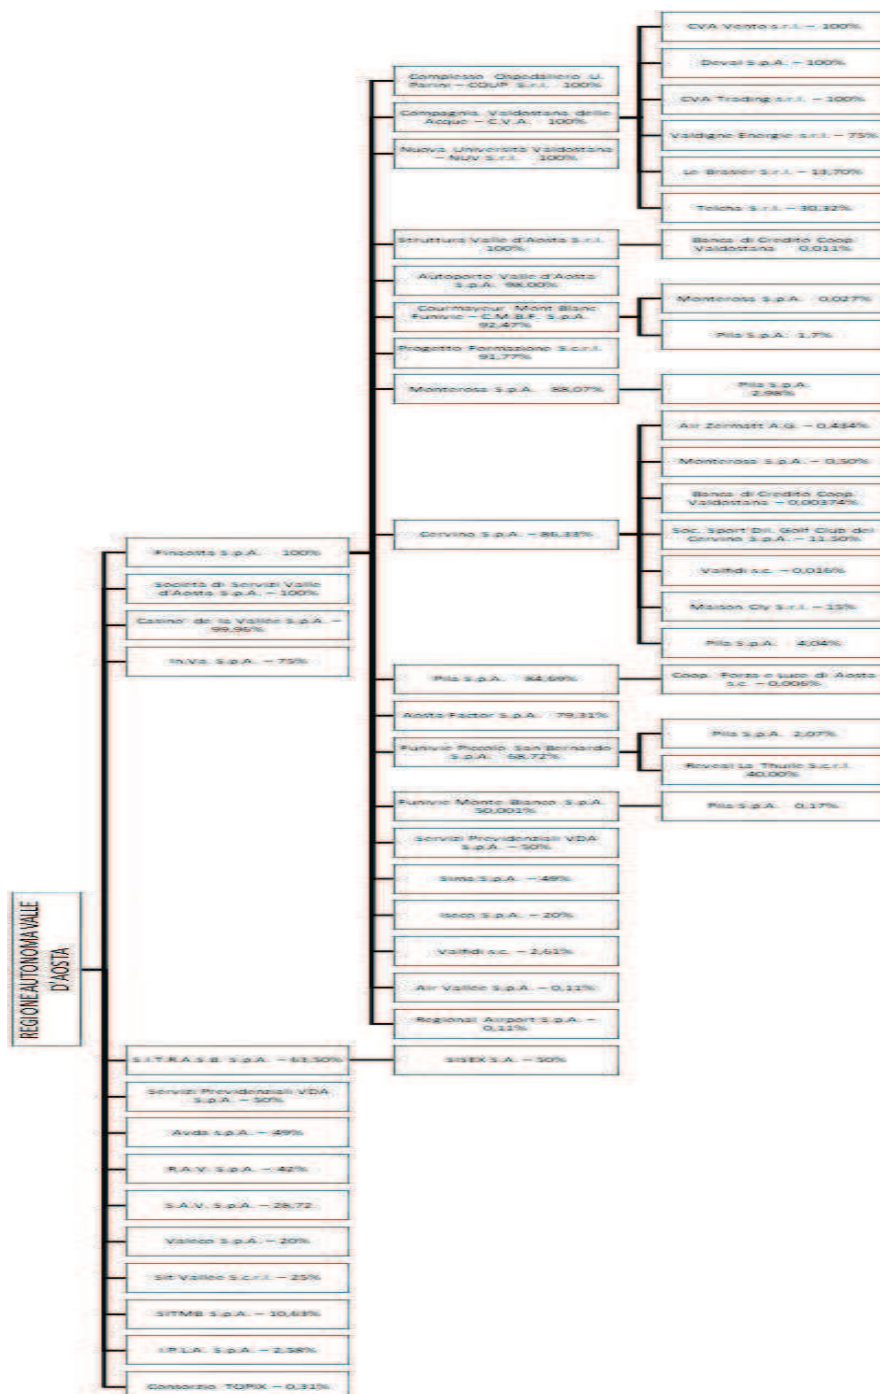 REGIONE AUTONOMA VALLE
D'AOSTA
Finaosta S.p.A. 100%
Società di Servizi Valle
d'Aosta S.p.A. – 100%
Casino' de la Vallée S.p.A. –
99,96%
In.Va. S.p.A. – 75%
S.I.T.R.A.S.B. S.p.A. – 63,50%
Servizi Previdenziali VDA
S.p.A. – 50%
Avda s.p.A. – 49%
R.A.V. S.p.A. – 42%
S.A.V. S.p.A. – 28,72
Valeco S.p.A. – 20%
Sit Vallée S.c.r.l. – 25%
SITMB S.p.A. – 10,63%
I.P.L.A. S.p.A. – 2,58%
Consorzio TOPIX – 0,31%
Complesso Ospedaliero U.
Parini – COUP S.r.l. 100%
Compagnia Valdostana delle
Acque – C.V.A. 100%
Nuova Università Valdostana
– NUV S.r.l. 100%
Struttura Valle d'Aosta S.r.l.
100%
Autoporto Valle d'Aosta
S.p.A. 98,00%
Courmayeur Mont Blanc
Funivie – C.M.B.F. S.p.A.
92,47%
Progetto Formazione S.c.r.l.
91,77%
Monterosa S.p.A. 88,07%
Cervino S.p.A. – 86,33%
Pila S.p.A. 84,69%
Aosta Factor S.p.A. 79,31%
Funivie Piccolo San Bernardo
S.p.A. 68,72%
Funivie Monte Bianco S.p.A.
50,001%
Servizi Previdenziali VDA
S.p.A. – 50%
Sima S.p.A. – 49%
Iseco S.p.A. – 20%
Valfidi s.c. – 2,61%
Air Vallée S.p.A. – 0,11%
Regional Airport S.p.A. –
0,11%
SISEX S.A. – 50%
CVA Vento s.r.l. – 100%
Deval S.p.A. – 100%
CVA Trading s.r.l. – 100%
Valdigne Energie s.r.l. – 75%
Le Brasier S.r.l. – 13,70%
Telcha S.r.l. – 30,32%
Banca di Credito Coop.
Valdostana 0,011%
Monterosa S.p.A. 0,027%
Pila S.p.A. 1,7%
Pila S.p.A.
2,98%
Air Zermatt A.G. – 0,434%
Monterosa S.p.A. – 0,50%
Banca di Credito Coop.
Valdostana – 0,00374%
Soc. Sport Dil. Golf Club del
Cervino S.p.A. – 11,50%
Valfidi s.c. – 0,016%
Maison Cly S.r.l. – 15%
Pila S.p.A. 4,04%
Coop. Forza e Luce di Aosta
s.c. – 0,006%
Pila S.p.A. 2,07%
Reveal La Thuile S.c.r.l.
40,00%
Pila S.p.A. 0,17%